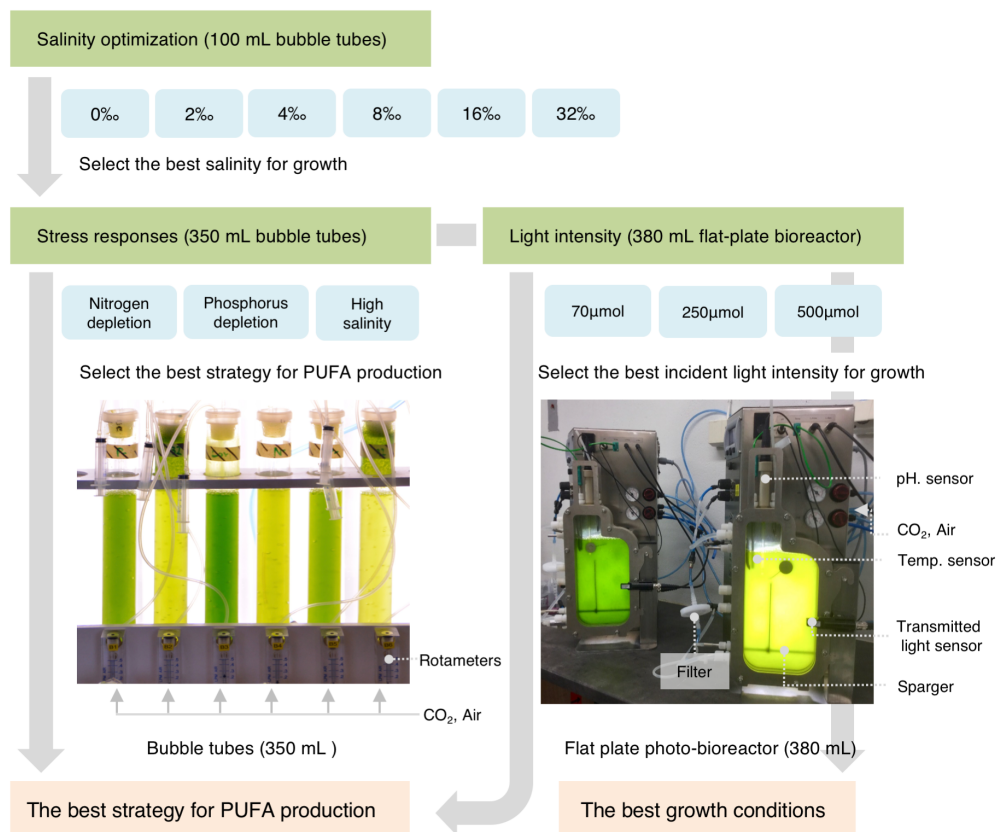 Salinity optimization (100 mL bubble tubes)
0‰ 2‰ 4‰ 8‰ 16‰ 32‰
Select the best salinity for growth
Stress responses (350 mL bubble tubes)
Light intensity (380 mL flat-plate bioreactor)
Nitrogen
depletion
Phosphorus
depletion
High
salinity
70µmol 250µmol 500µmol
Select the best strategy for PUFA production
Select the best incident light intensity for growth
pH. sensor
CO₂, Air
Temp. sensor
Transmitted
light sensor
Sparger
Filter
Rotameters
CO₂, Air
Bubble tubes (350 mL )
Flat plate photo-bioreactor (380 mL)
The best strategy for PUFA production
The best growth conditions